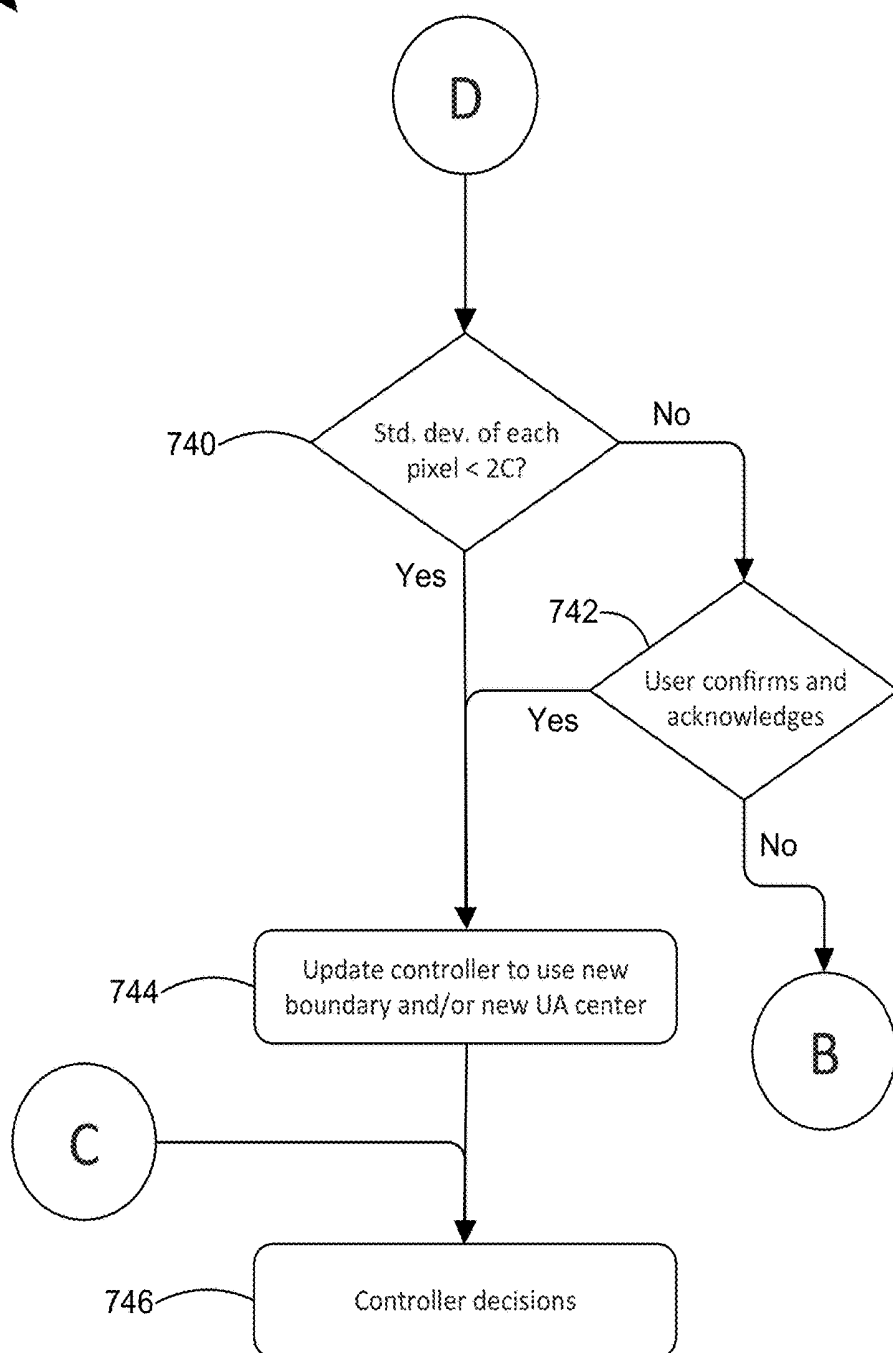 D
740
Std. dev. of each
pixel < 2C?
No
Yes
742
User confirms and
acknowledges
Yes
No
744
Update controller to use new
boundary and/or new UA center
B
C
746
Controller decisions